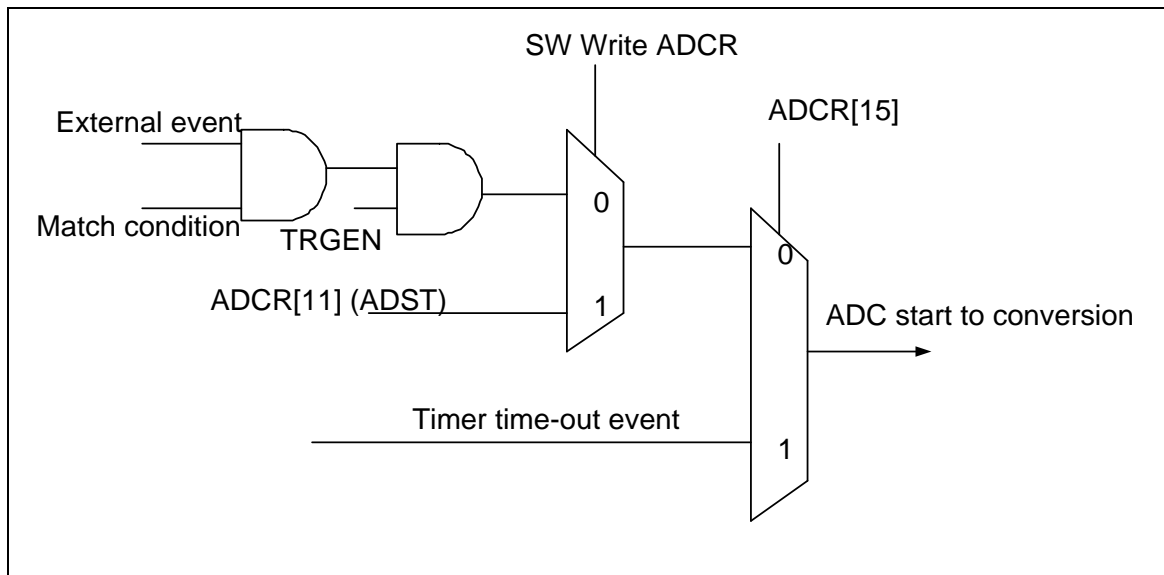 SW Write ADCR
ADCR[15]
External event
Match condition
TRGEN
0
0
ADCR[11] (ADST)
1
ADC start to conversion
Timer time-out event
1